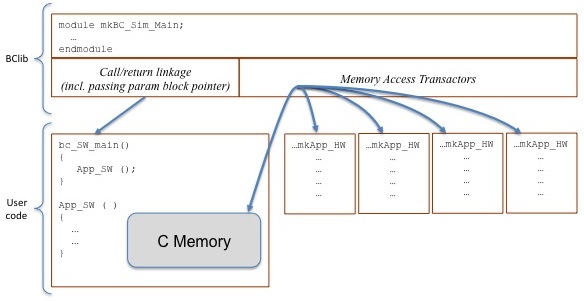 module mkBC_Sim_Main;
…
endmodule
BClib
Call/return linkage
(incl. passing param block pointer)
Memory Access Transactors
User
code
bc_SW_main()
{
App_SW ();
}
App_SW ( )
{
…
…
}
C Memory
…mkApp_HW
…
…
…
…
…mkApp_HW
…
…
…
…
…mkApp_HW
…
…
…
…
…mkApp_HW
…
…
…
…